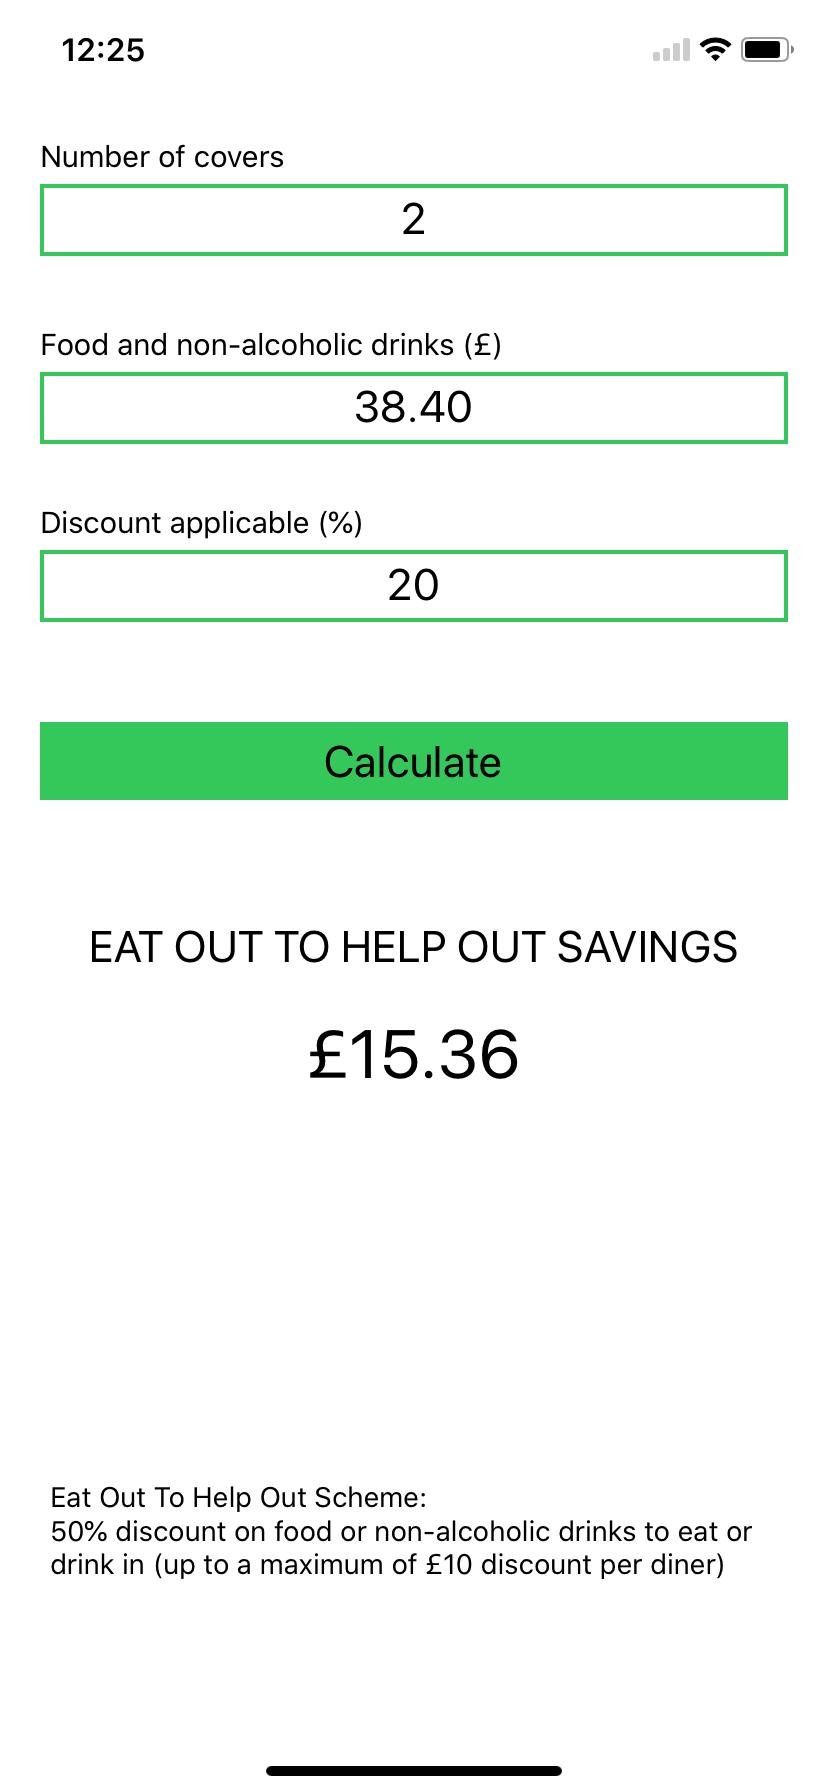 12:25
Number of covers
2
Food and non-alcoholic drinks (£)
38.40
Discount applicable (%)
20
Calculate
EAT OUT TO HELP OUT SAVINGS
£15.36
Eat Out To Help Out Scheme:
50% discount on food or non-alcoholic drinks to eat or
drink in (up to a maximum of £10 discount per diner)